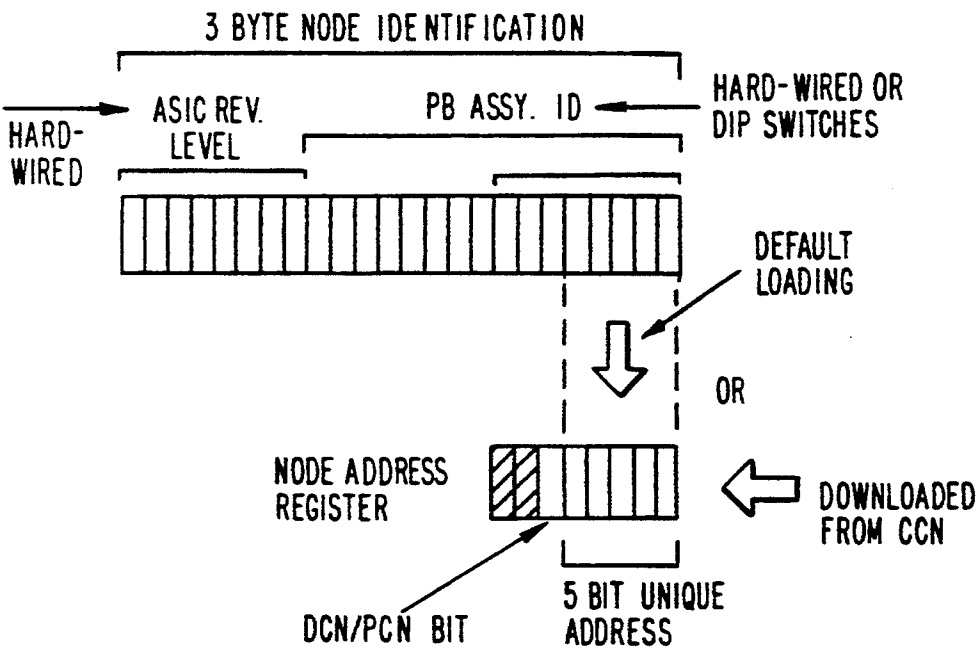 3 BYTE NODE IDENTIFICATION
HARD-
WIRED
ASIC REV.
LEVEL
PB ASSY. ID
HARD-WIRED OR
DIP SWITCHES
DEFAULT
LOADING
OR
NODE ADDRESS
REGISTER
DOWNLOADED
FROM CCN
DCN/PCN BIT
5 BIT UNIQUE
ADDRESS